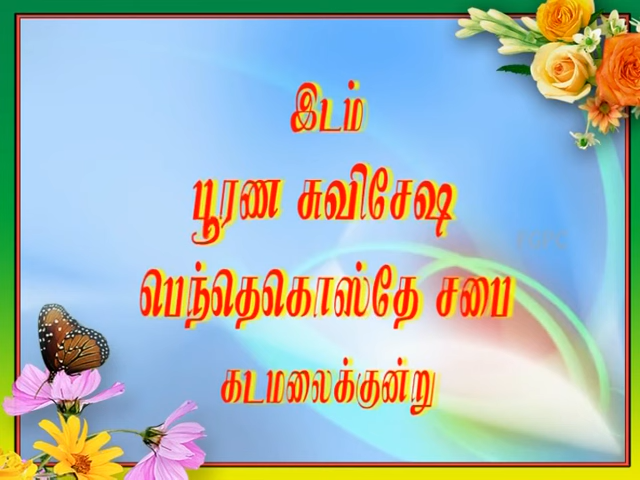 இடம்
பூரண சுவிசேஷ
பெந்தெகொஸ்தே சபை
கடமலைக்குன்று